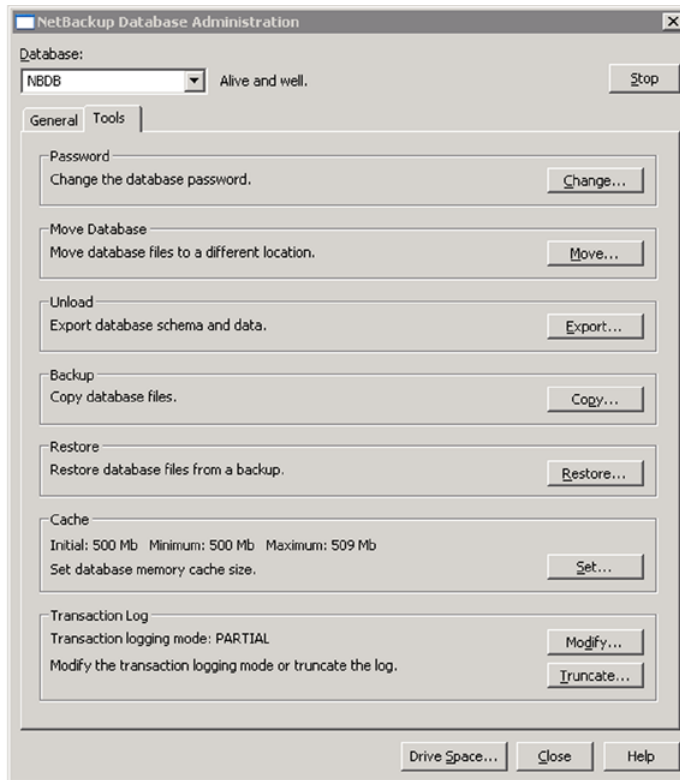 NetBackup Database Administration
Database:
NBDB Alive and well. Stop
General Tools
Password
Change the database password. Change...
Move Database
Move database files to a different location. Move...
Unload
Export database schema and data. Export...
Backup
Copy database files. Copy...
Restore
Restore database files from a backup. Restore...
Cache
Initial: 500 Mb Minimum: 500 Mb Maximum: 509 Mb
Set database memory cache size. Set...
Transaction Log
Transaction logging mode: PARTIAL Modify...
Modify the transaction logging mode or truncate the log. Truncate...
Drive Space... Close Help